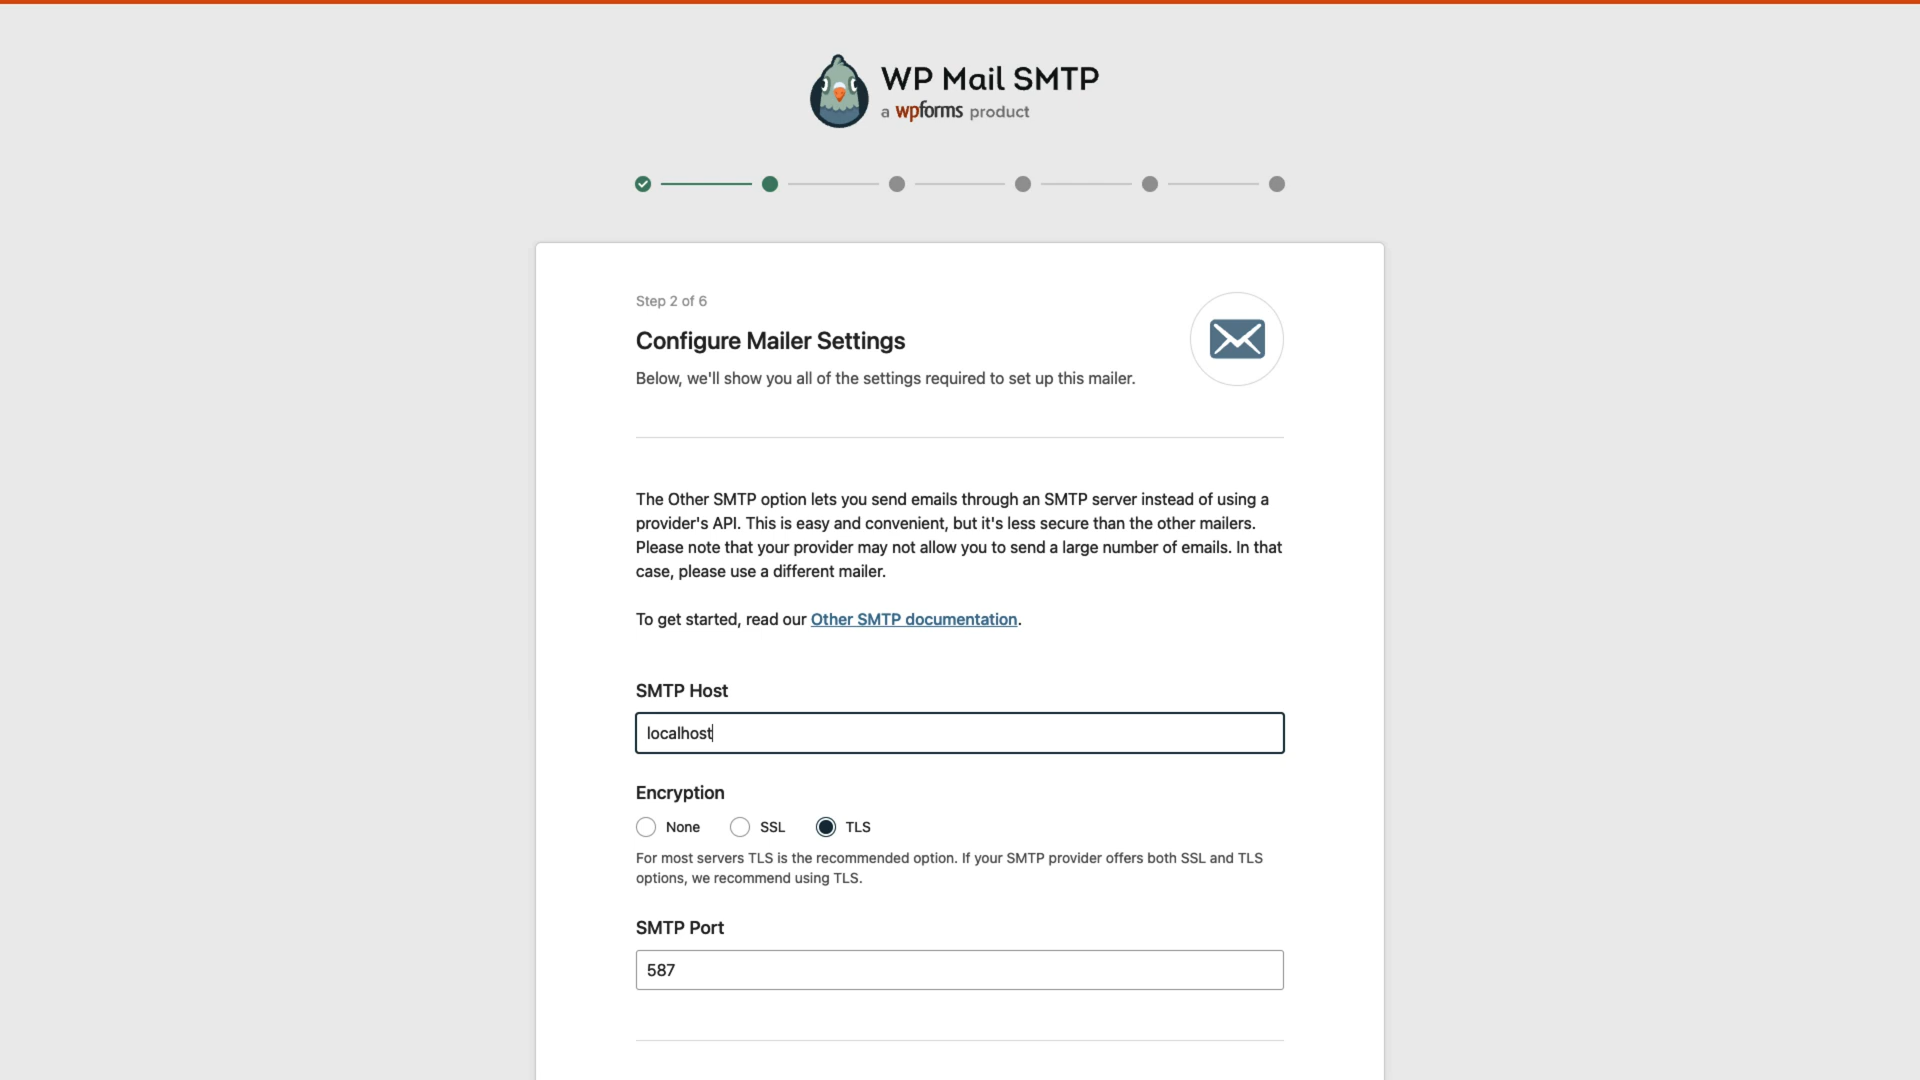 WP Mail SMTP
a wpforms product
Step 2 of 6
Configure Mailer Settings
Below, we'll show you all of the settings required to set up this mailer.
The Other SMTP option lets you send emails through an SMTP server instead of using a
provider's API. This is easy and convenient, but it's less secure than the other mailers.
Please note that your provider may not allow you to send a large number of emails. In that
case, please use a different mailer.
To get started, read our Other SMTP documentation.
SMTP Host
localhost
Encryption
None SSL TLS
For most servers TLS is the recommended option. If your SMTP provider offers both SSL and TLS
options, we recommend using TLS.
SMTP Port
587